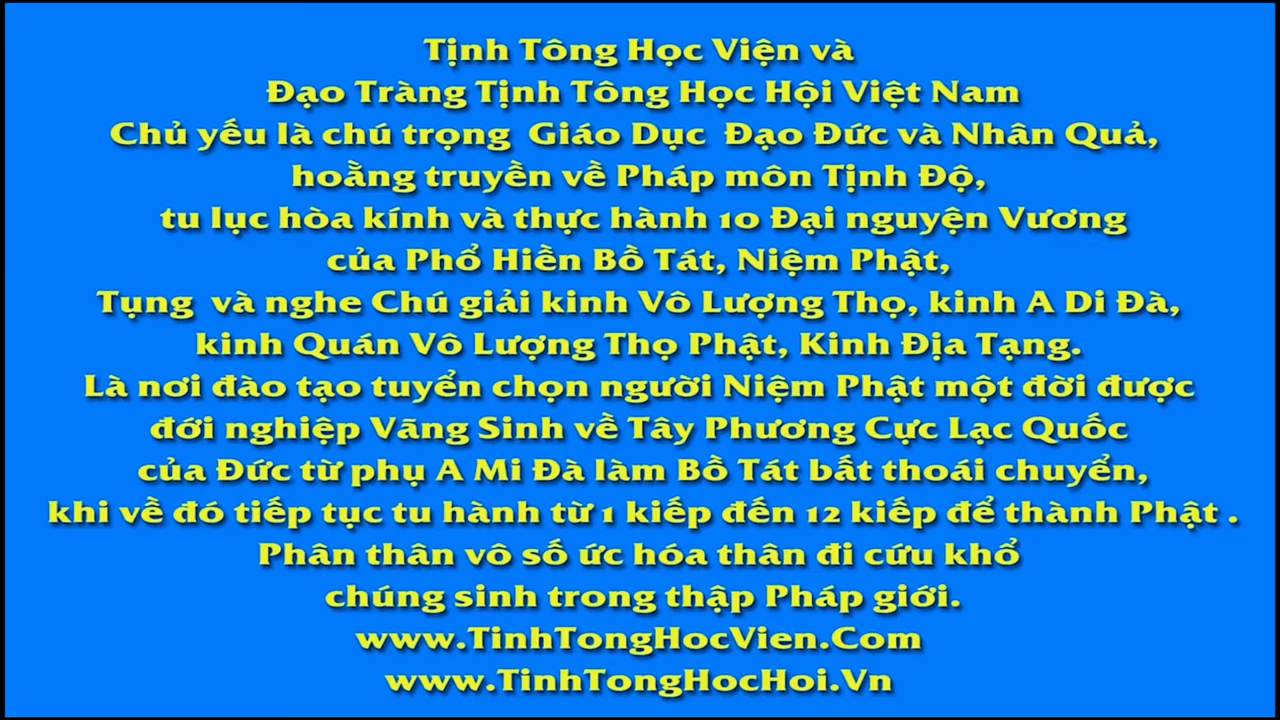 Tịnh Tông Học Viện và
Đạo Tràng Tịnh Tông Học Hội Việt Nam
Chủ yếu là chú trọng Giáo Dục Đạo Đức và Nhân Quả,
hoằng truyền về Pháp môn Tịnh Độ,
tu lục hòa kính và thực hành 10 Đại nguyện Vương
của Phổ Hiền Bồ Tát, Niệm Phật,
Tụng và nghe Chú giải kinh Vô Lượng Thọ, kinh A Di Đà,
kinh Quán Vô Lượng Thọ Phật, Kinh Địa Tạng.
Là nơi đào tạo tuyển chọn người Niệm Phật một đời được
đới nghiệp Vãng Sinh về Tây Phương Cực Lạc Quốc
của Đức từ phụ A Mi Đà làm Bồ Tát bất thoái chuyển,
khi về đó tiếp tục tu hành từ 1 kiếp đến 12 kiếp để thành Phật .
Phân thân vô số ức hóa thân đi cứu khổ
chúng sinh trong thập Pháp giới.
www.TinhTongHocVien.Com
www.TinhTongHocHoi.Vn